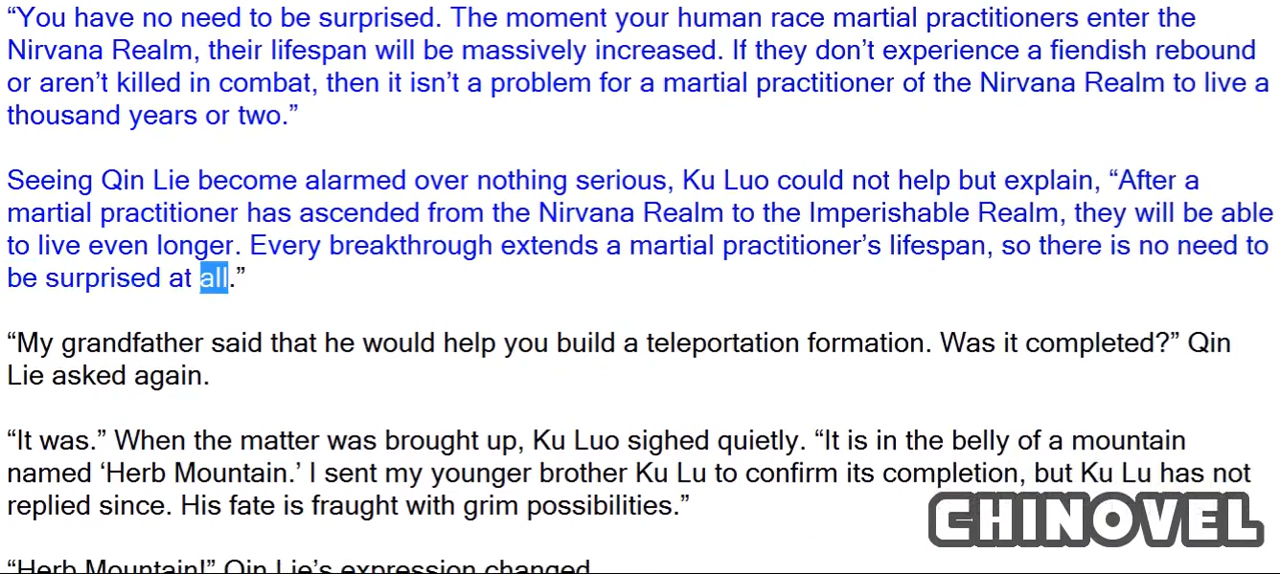 “You have no need to be surprised. The moment your human race martial practitioners enter the
Nirvana Realm, their lifespan will be massively increased. If they don’t experience a fiendish rebound
or aren’t killed in combat, then it isn’t a problem for a martial practitioner of the Nirvana Realm to live a
thousand years or two.”
Seeing Qin Lie become alarmed over nothing serious, Ku Luo could not help but explain, “After a
martial practitioner has ascended from the Nirvana Realm to the Imperishable Realm, they will be able
to live even longer. Every breakthrough extends a martial practitioner’s lifespan, so there is no need to
be surprised at all.”
“My grandfather said that he would help you build a teleportation formation. Was it completed?” Qin
Lie asked again.
“It was.” When the matter was brought up, Ku Luo sighed quietly. “It is in the belly of a mountain
named ‘Herb Mountain.’ I sent my younger brother Ku Lu to confirm its completion, but Ku Lu has not
replied since. His fate is fraught with grim possibilities.”
CHINOVEL
“Herb Mountain!” Qin Lie’s expression changed